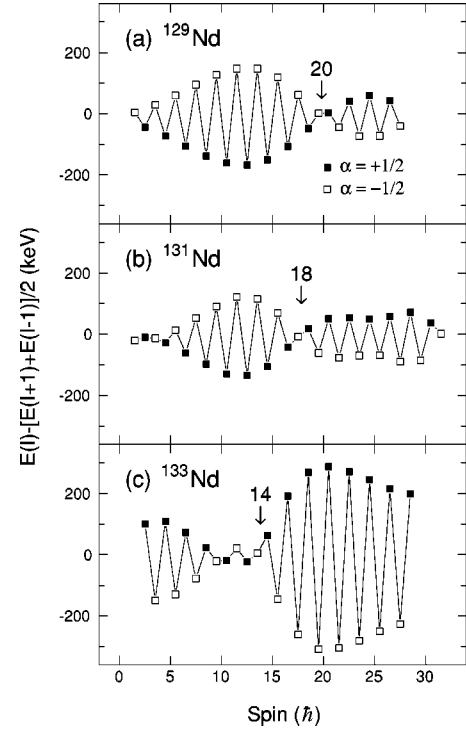 (a) ¹²⁹Nd
20
200
0
-200
■ α = +1/2
□ α = −1/2
(b) ¹³¹Nd
18
200
0
-200
(c) ¹³³Nd
14
200
0
-200
E(I)-[E(I+1)+E(I-1)]/2 (keV)
0 5 10 15 20 25 30
Spin (ℏ)